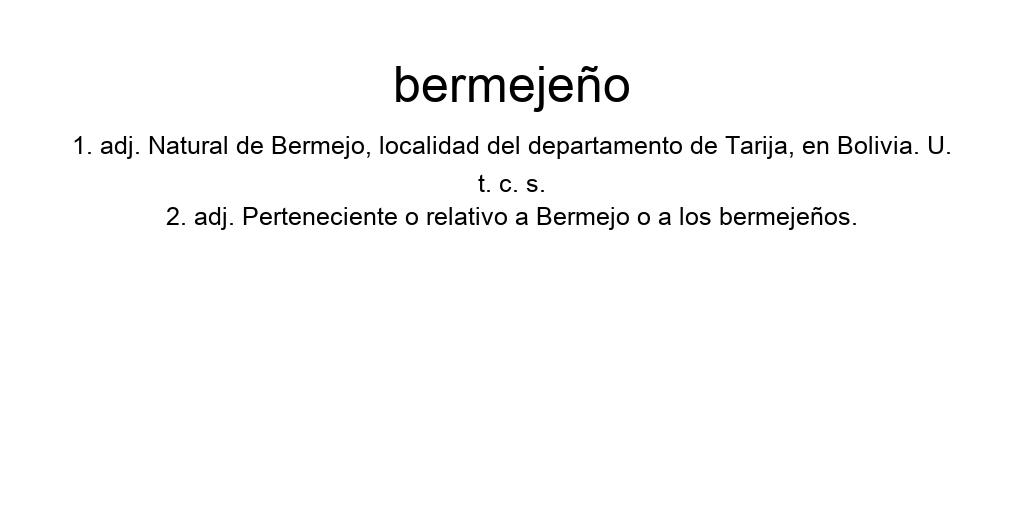 bermejeño
1. adj. Natural de Bermejo, localidad del departamento de Tarija, en Bolivia. U.
t. c. s.
2. adj. Perteneciente o relativo a Bermejo o a los bermejeños.